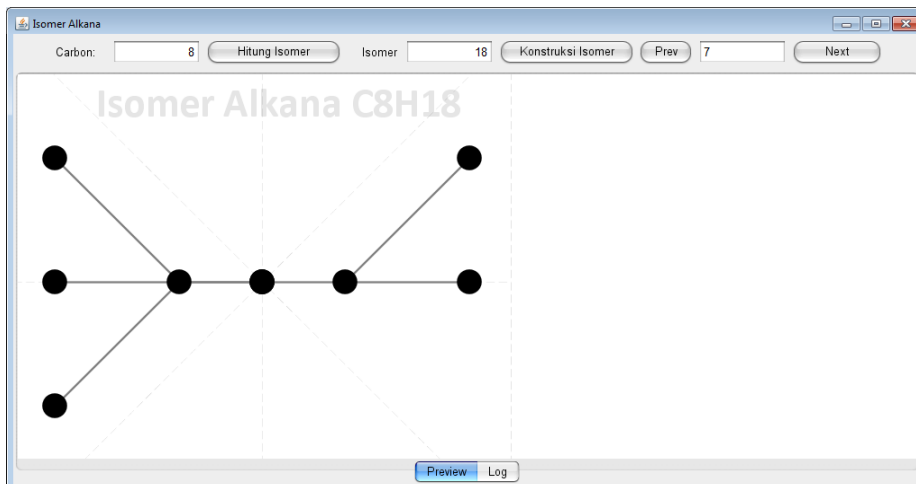 Isomer Alkana
Carbon: 8 Hitung Isomer Isomer 18 Konstruksi Isomer Prev 7 Next
Isomer Alkana C8H18
Preview Log